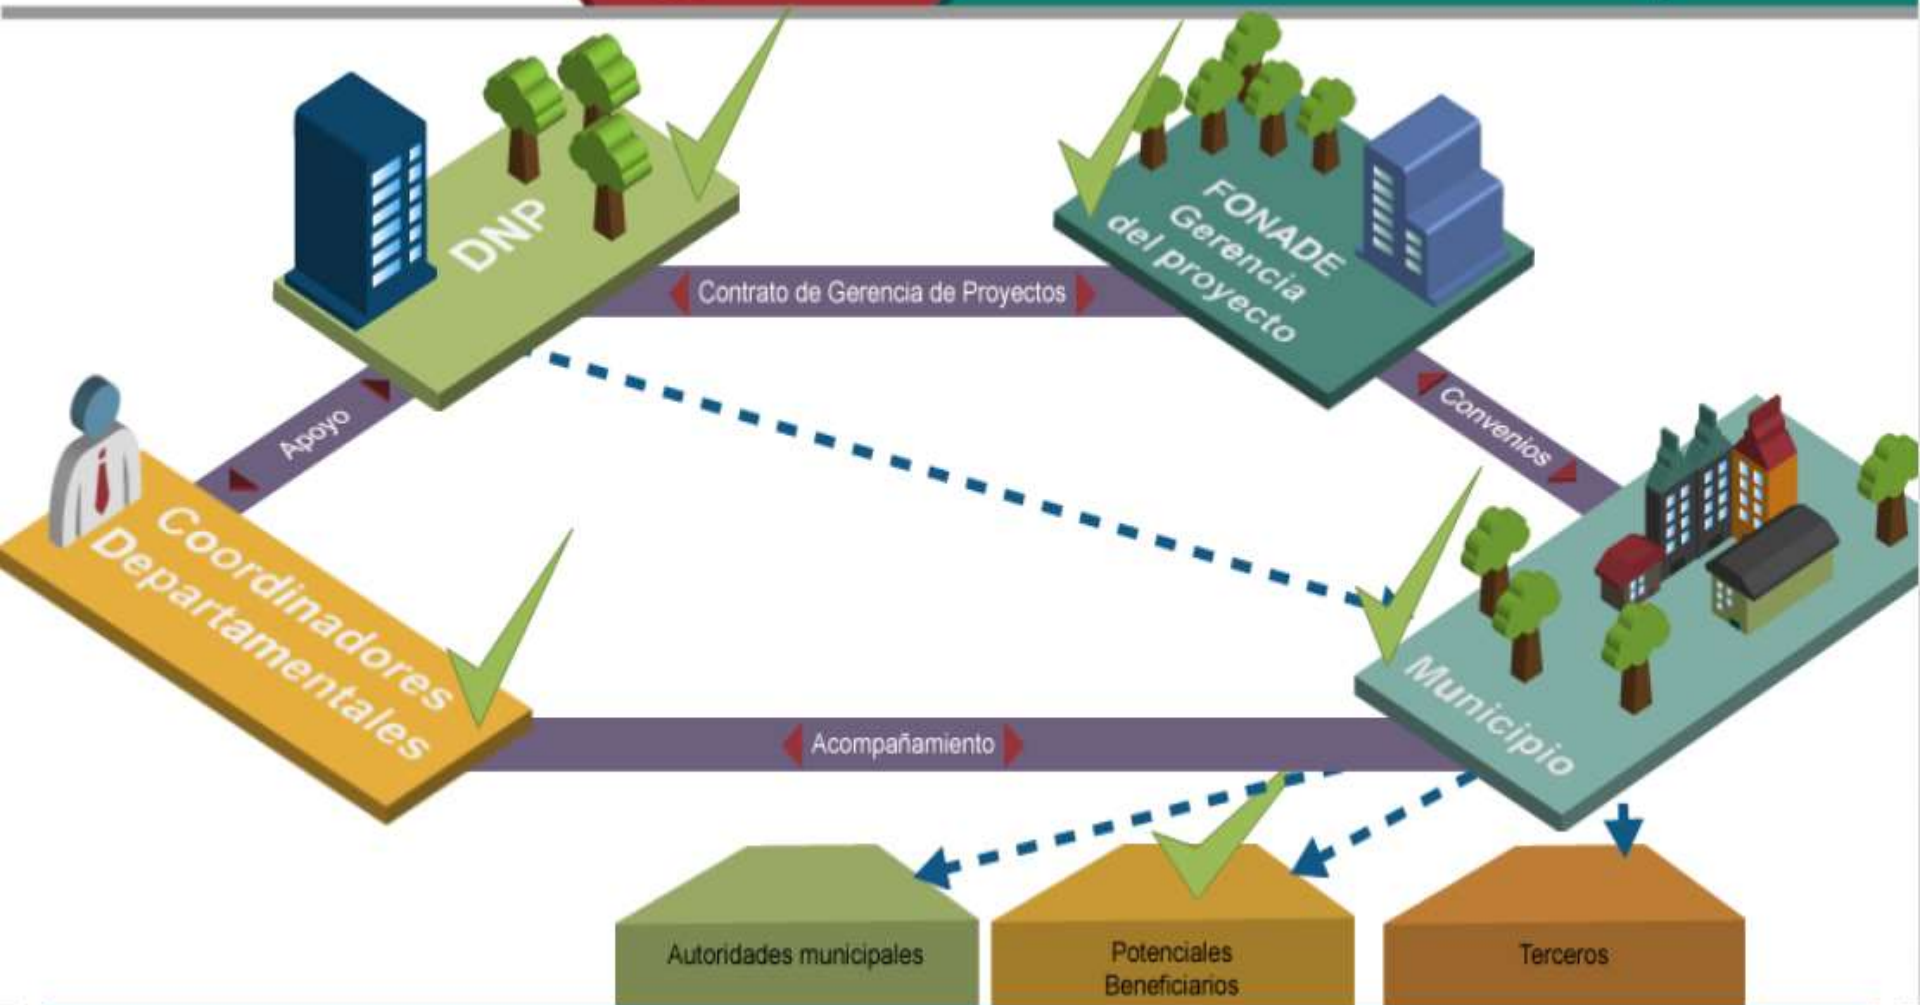 DNP
FONADE
Gerencia
del proyecto
Contrato de Gerencia de Proyectos
Apoyo
Convenios
Coordinadores
Departamentales
Municipio
Acompañamiento
Autoridades municipales
Potenciales
Beneficiarios
Terceros